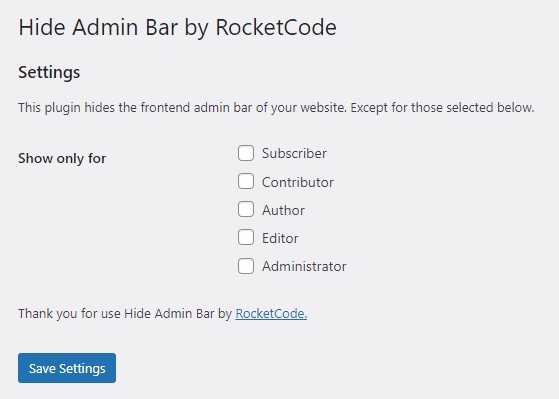 Hide Admin Bar by RocketCode
Settings
This plugin hides the frontend admin bar of your website. Except for those selected below.
Show only for
Subscriber
Contributor
Author
Editor
Administrator
Thank you for use Hide Admin Bar by RocketCode.
Save Settings